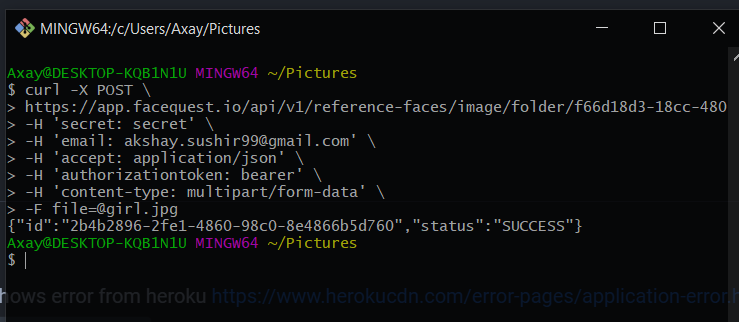 MINGW64:/c/Users/Axay/Pictures
Axay@DESKTOP-KQB1N1U MINGW64 ~/Pictures
$ curl -X POST \
> https://app.facequest.io/api/v1/reference-faces/image/folder/f66d18d3-18cc-480
> -H 'secret: secret' \
> -H 'email: akshay.sushir99@gmail.com' \
> -H 'accept: application/json' \
> -H 'authorizationtoken: bearer' \
> -H 'content-type: multipart/form-data' \
> -F file=@girl.jpg
{"id":"2b4b2896-2fe1-4860-98c0-8e4866b5d760","status":"SUCCESS"}
Axay@DESKTOP-KQB1N1U MINGW64 ~/Pictures
$
hows error from heroku https://www.herokucdn.com/error-pages/application-error.h